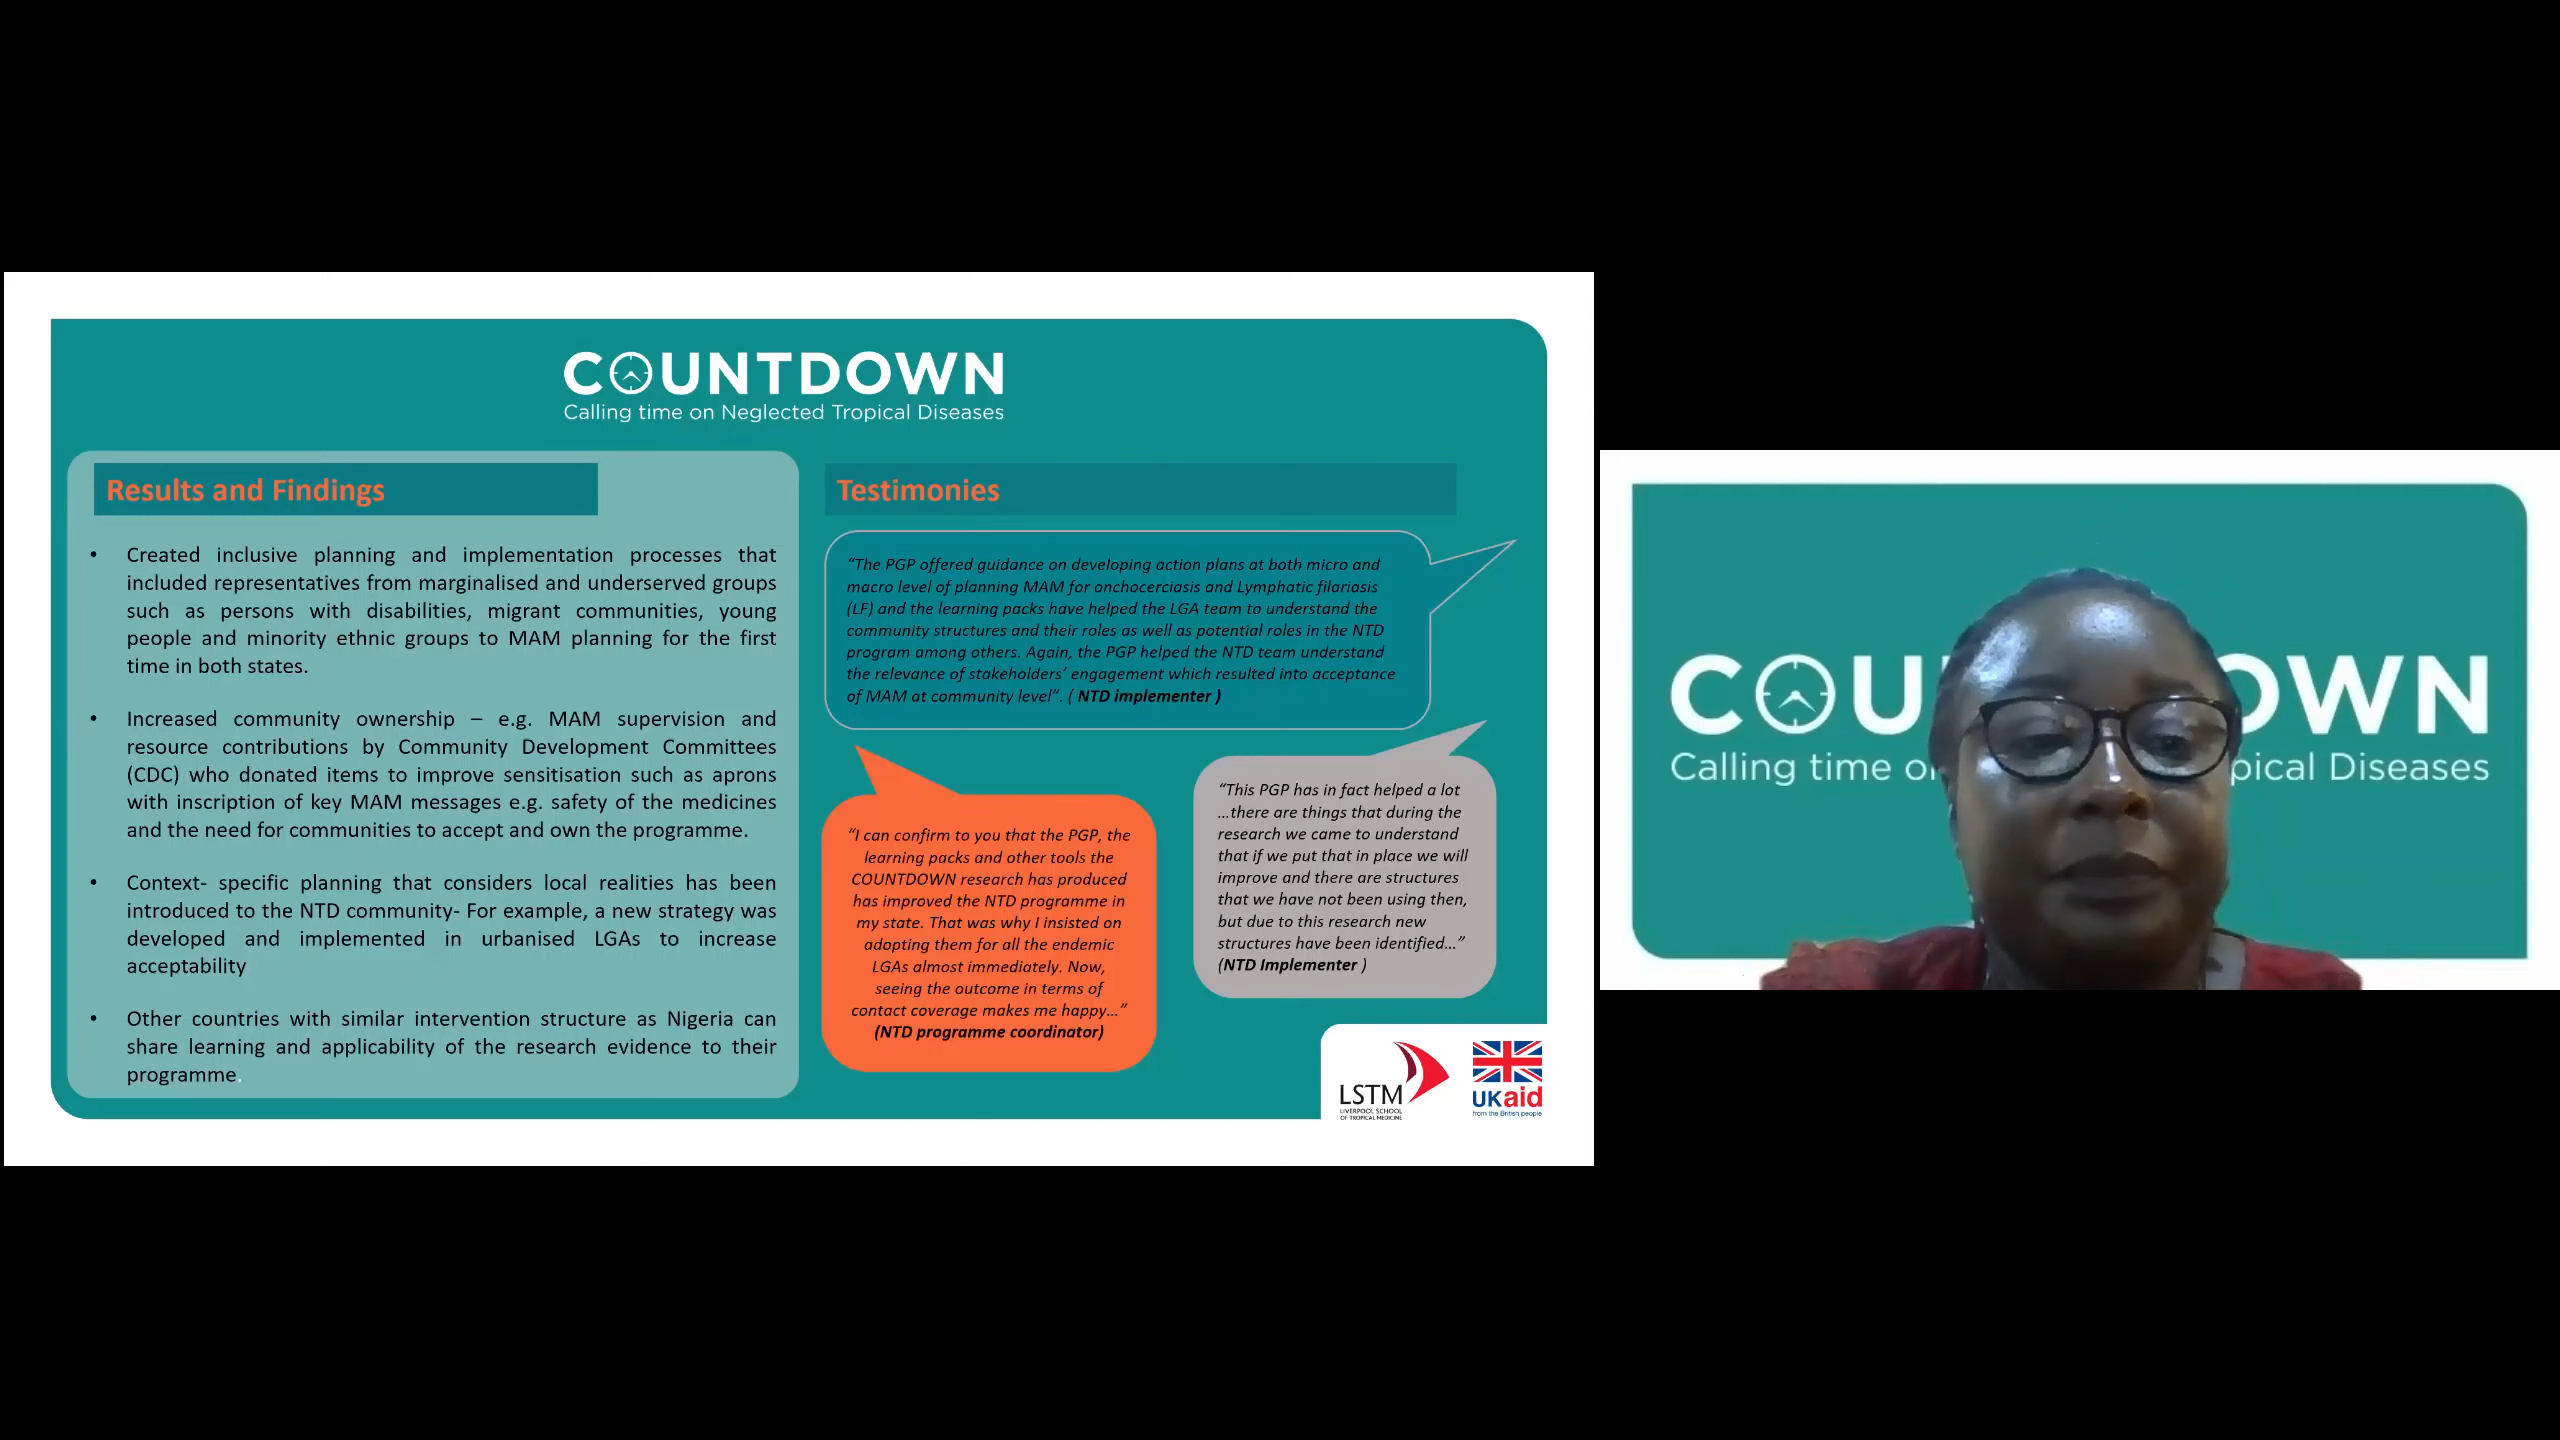 COUNTDOWN
Calling time on Neglected Tropical Diseases
Results and Findings
• Created inclusive planning and implementation processes that
included representatives from marginalised and underserved groups
such as persons with disabilities, migrant communities, young
people and minority ethnic groups to MAM planning for the first
time in both states.
• Increased community ownership – e.g. MAM supervision and
resource contributions by Community Development Committees
(CDC) who donated items to improve sensitisation such as aprons
with inscription of key MAM messages e.g. safety of the medicines
and the need for communities to accept and own the programme.
• Context- specific planning that considers local realities has been
introduced to the NTD community- For example, a new strategy was
developed and implemented in urbanised LGAs to increase
acceptability
• Other countries with similar intervention structure as Nigeria can
share learning and applicability of the research evidence to their
programme.
Testimonies
“The PGP offered guidance on developing action plans at both micro and
macro level of planning MAM for onchocerciasis and Lymphatic filariasis
(LF) and the learning packs have helped the LGA team to understand the
community structures and their roles as well as potential roles in the NTD
program among others. Again, the PGP helped the NTD team understand
the relevance of stakeholders’ engagement which resulted into acceptance
of MAM at community level”. ( NTD implementer )
“I can confirm to you that the PGP, the
learning packs and other tools the
COUNTDOWN research has produced
has improved the NTD programme in
my state. That was why I insisted on
adopting them for all the endemic
LGAs almost immediately. Now,
seeing the outcome in terms of
contact coverage makes me happy…”
(NTD programme coordinator)
“This PGP has in fact helped a lot
…there are things that during the
research we came to understand
that if we put that in place we will
improve and there are structures
that we have not been using then,
but due to this research new
structures have been identified…”
(NTD Implementer )
LSTM
LIVERPOOL SCHOOL
OF TROPICAL MEDICINE
UKaid
from the British people
COU OWN
Calling time o pical Diseases